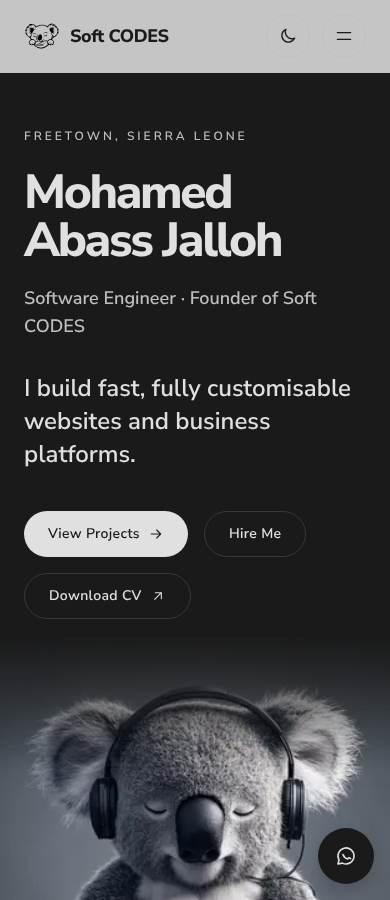 Soft CODES
FREETOWN, SIERRA LEONE
Mohamed
Abass Jalloh
Software Engineer · Founder of Soft
CODES
I build fast, fully customisable
websites and business
platforms.
View Projects →
Hire Me
Download CV ↗